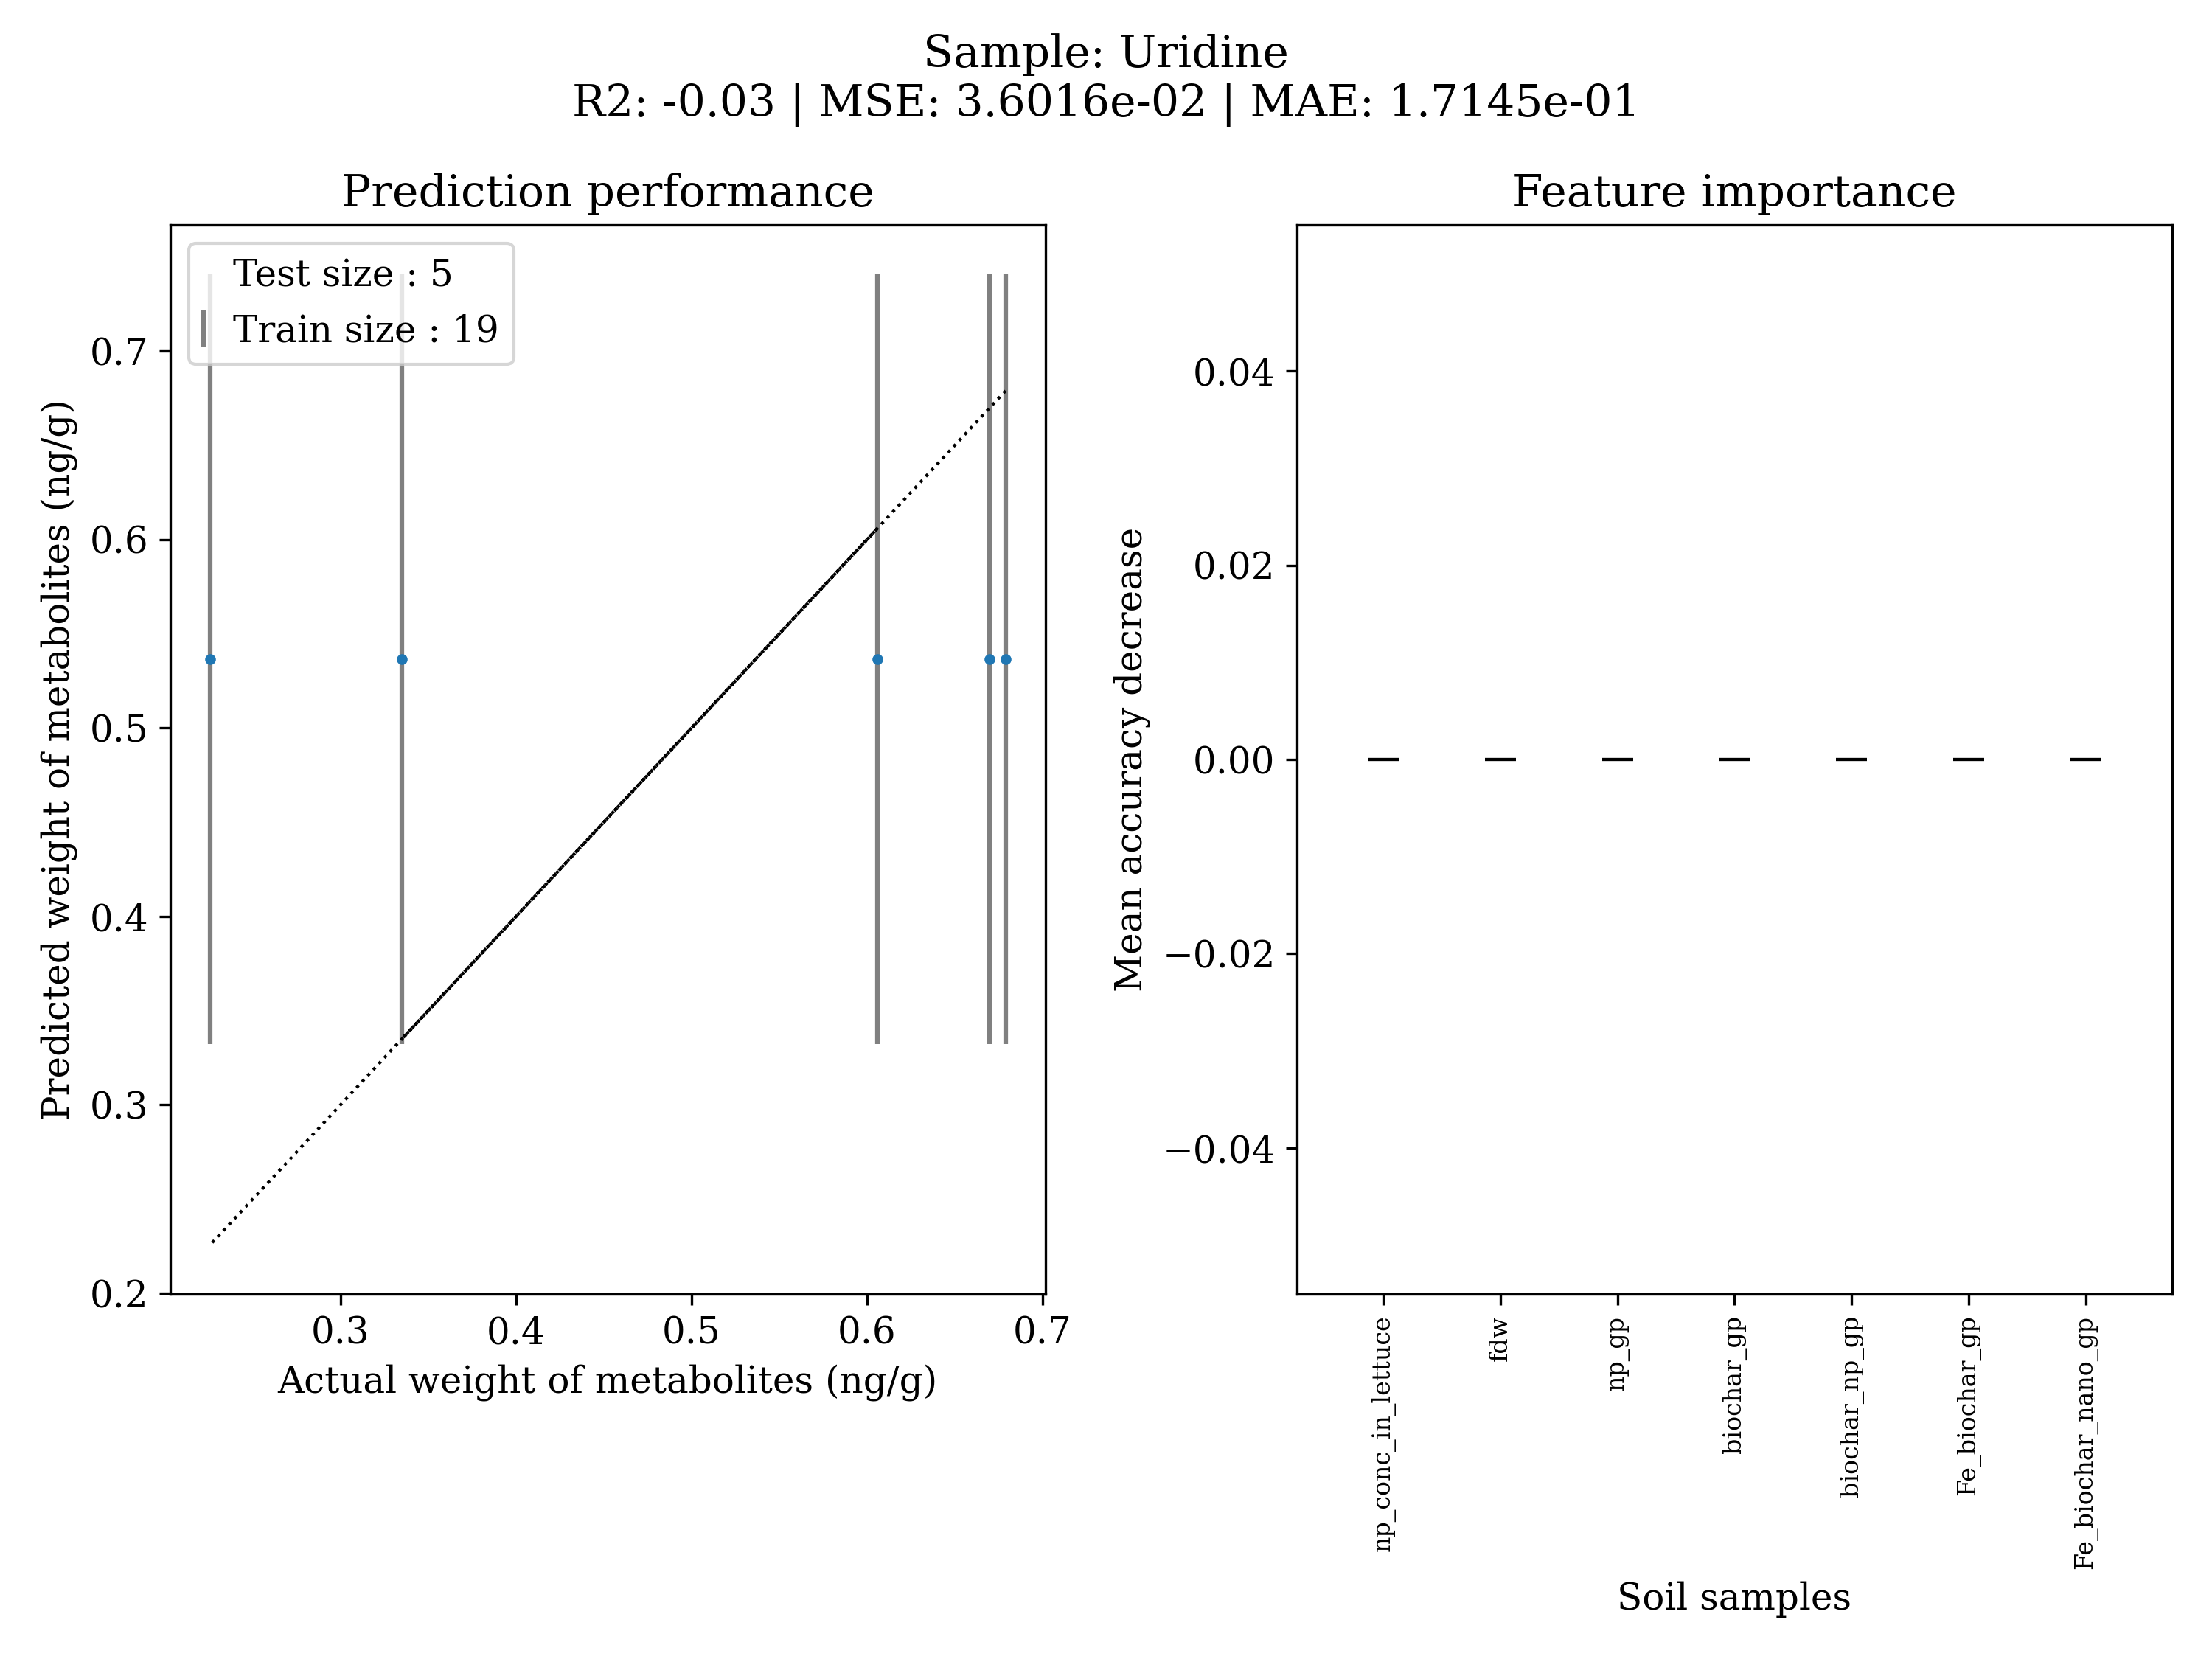 Sample: Uridine
R2: -0.03 | MSE: 3.6016e-02 | MAE: 1.7145e-01
Prediction performance
Test size : 5
Train size : 19
0.7
0.6
0.5
0.4
0.3
0.2
Predicted weight of metabolites (ng/g)
0.3 0.4 0.5 0.6 0.7
Actual weight of metabolites (ng/g)
Feature importance
0.04
0.02
0.00
−0.02
−0.04
Mean accuracy decrease
np_conc_in_lettuce
fdw
np_gp
biochar_gp
biochar_np_gp
Fe_biochar_gp
Fe_biochar_nano_gp
Soil samples